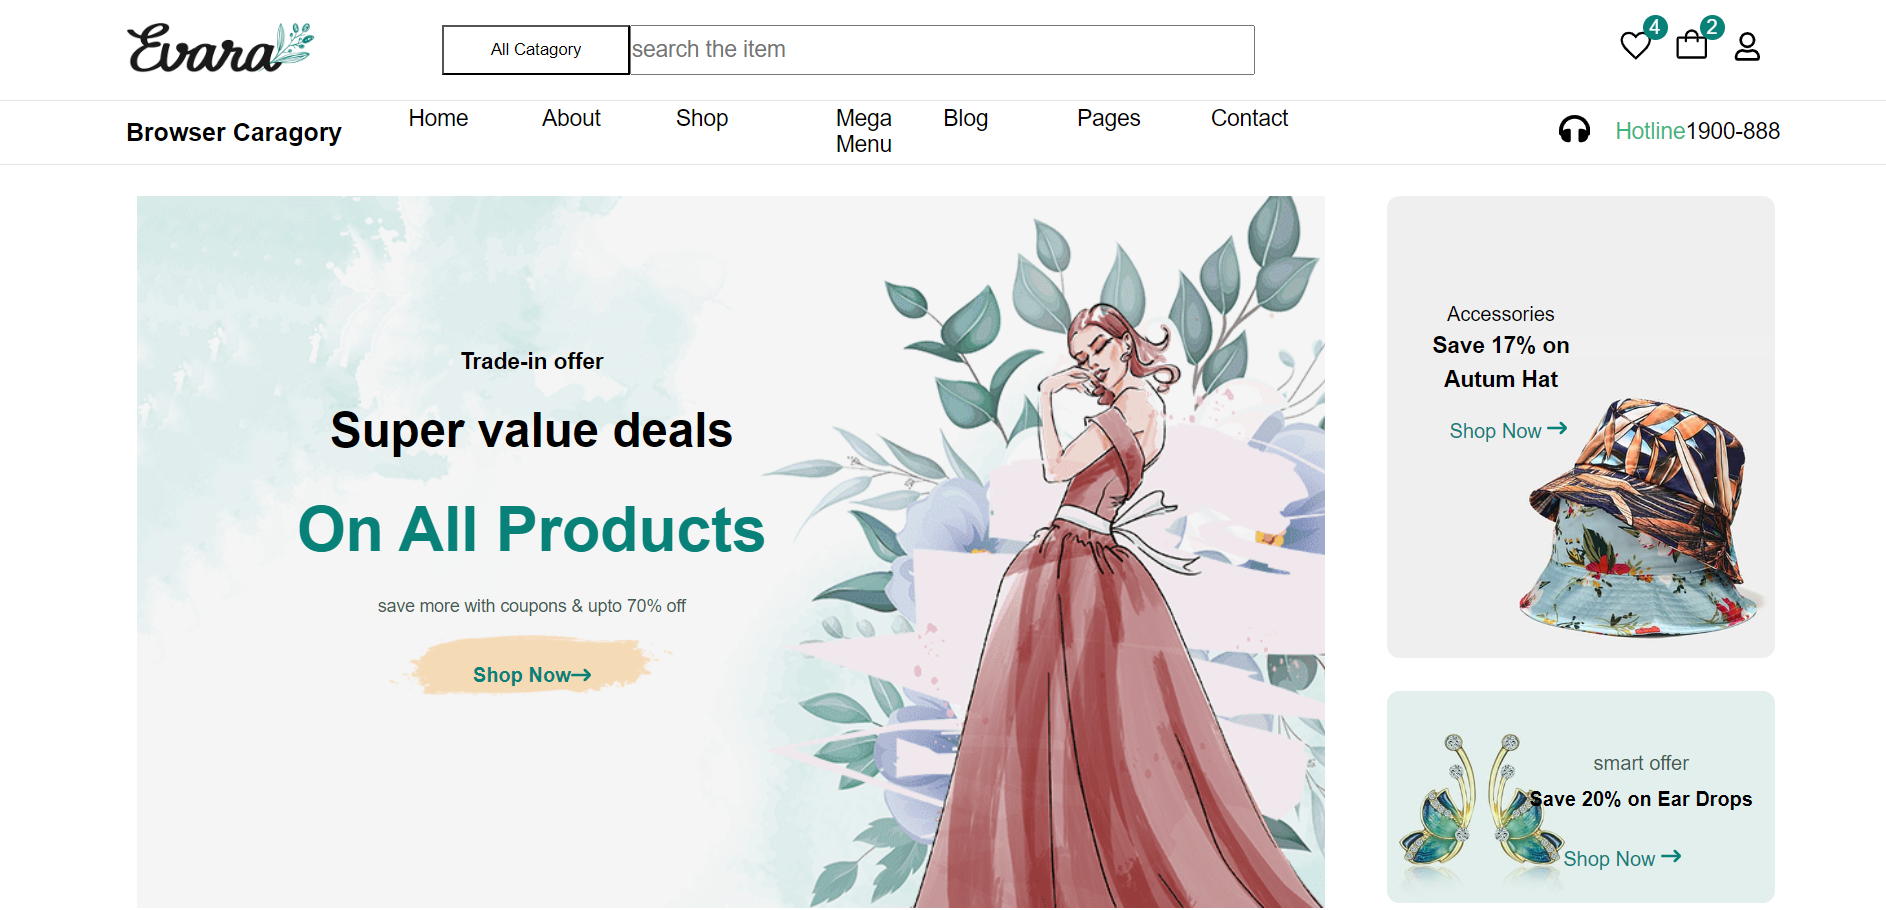 Evara
All Catagory
search the item
4
2
Browser Caragory
Home
About
Shop
Mega
Menu
Blog
Pages
Contact
Hotline1900-888
Trade-in offer
Super value deals
On All Products
save more with coupons & upto 70% off
Shop Now
Accessories
Save 17% on
Autum Hat
Shop Now
smart offer
Save 20% on Ear Drops
Shop Now